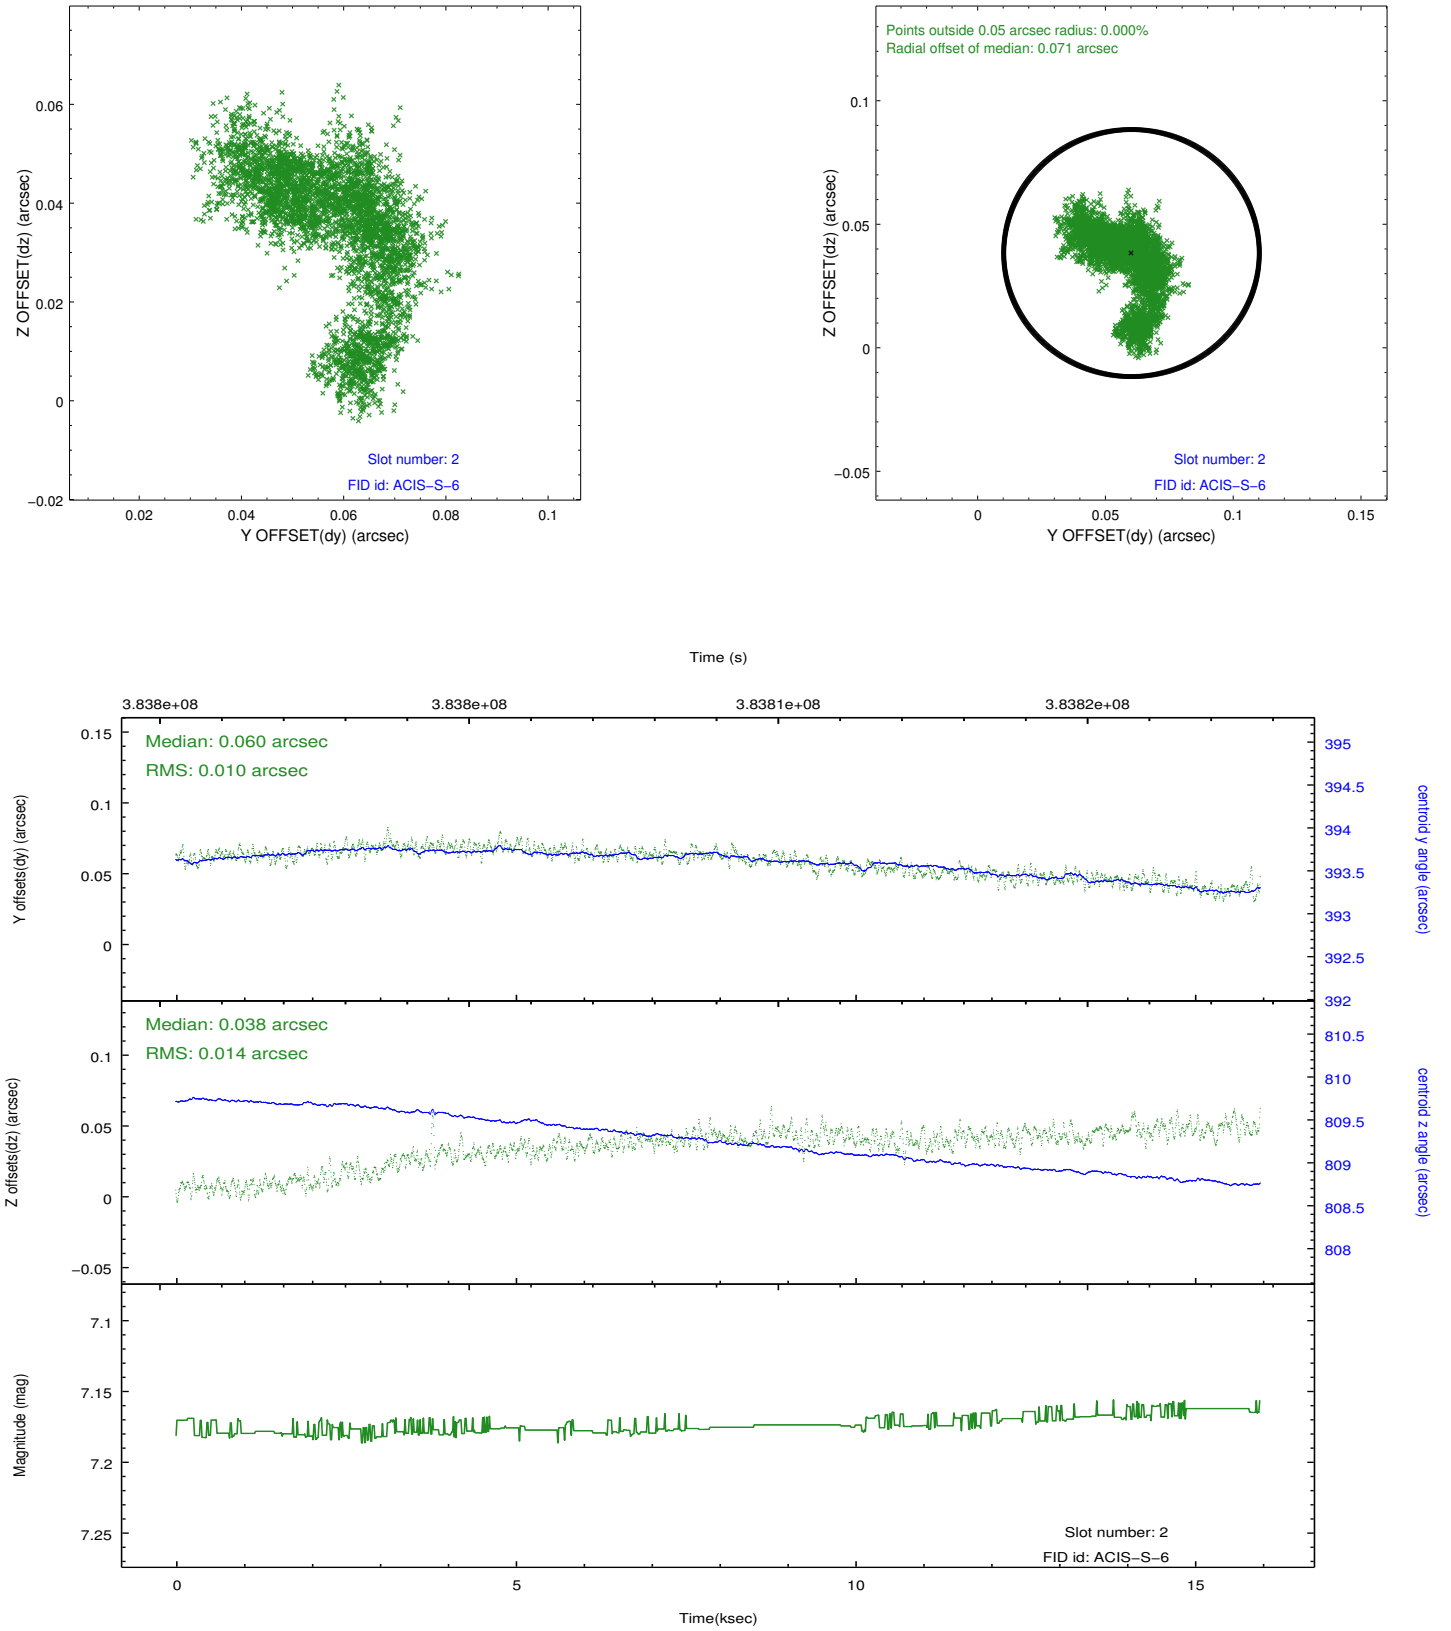 0.06
0.04
0.02
0
−0.02
Z OFFSET(dz) (arcsec)
Slot number: 2
FID id: ACIS−S−6
0.02
0.04
0.06
0.08
0.1
Y OFFSET(dy) (arcsec)
Points outside 0.05 arcsec radius: 0.000%
Radial offset of median: 0.071 arcsec
0.1
0.05
0
−0.05
Z OFFSET(dz) (arcsec)
Slot number: 2
FID id: ACIS−S−6
0
0.05
0.1
0.15
Y OFFSET(dy) (arcsec)
Time (s)
3.838e+08
3.838e+08
3.8381e+08
3.8382e+08
Median: 0.060 arcsec
RMS: 0.010 arcsec
0.15
0.1
0.05
0
Y offsets(dy) (arcsec)
395
394.5
394
393.5
393
392.5
392
centroid y angle (arcsec)
Median: 0.038 arcsec
RMS: 0.014 arcsec
0.1
0.05
0
−0.05
Z offsets(dz) (arcsec)
810.5
810
809.5
809
808.5
808
centroid z angle (arcsec)
7.1
7.15
7.2
7.25
Magnitude (mag)
Slot number: 2
FID id: ACIS−S−6
0
5
10
15
Time(ksec)